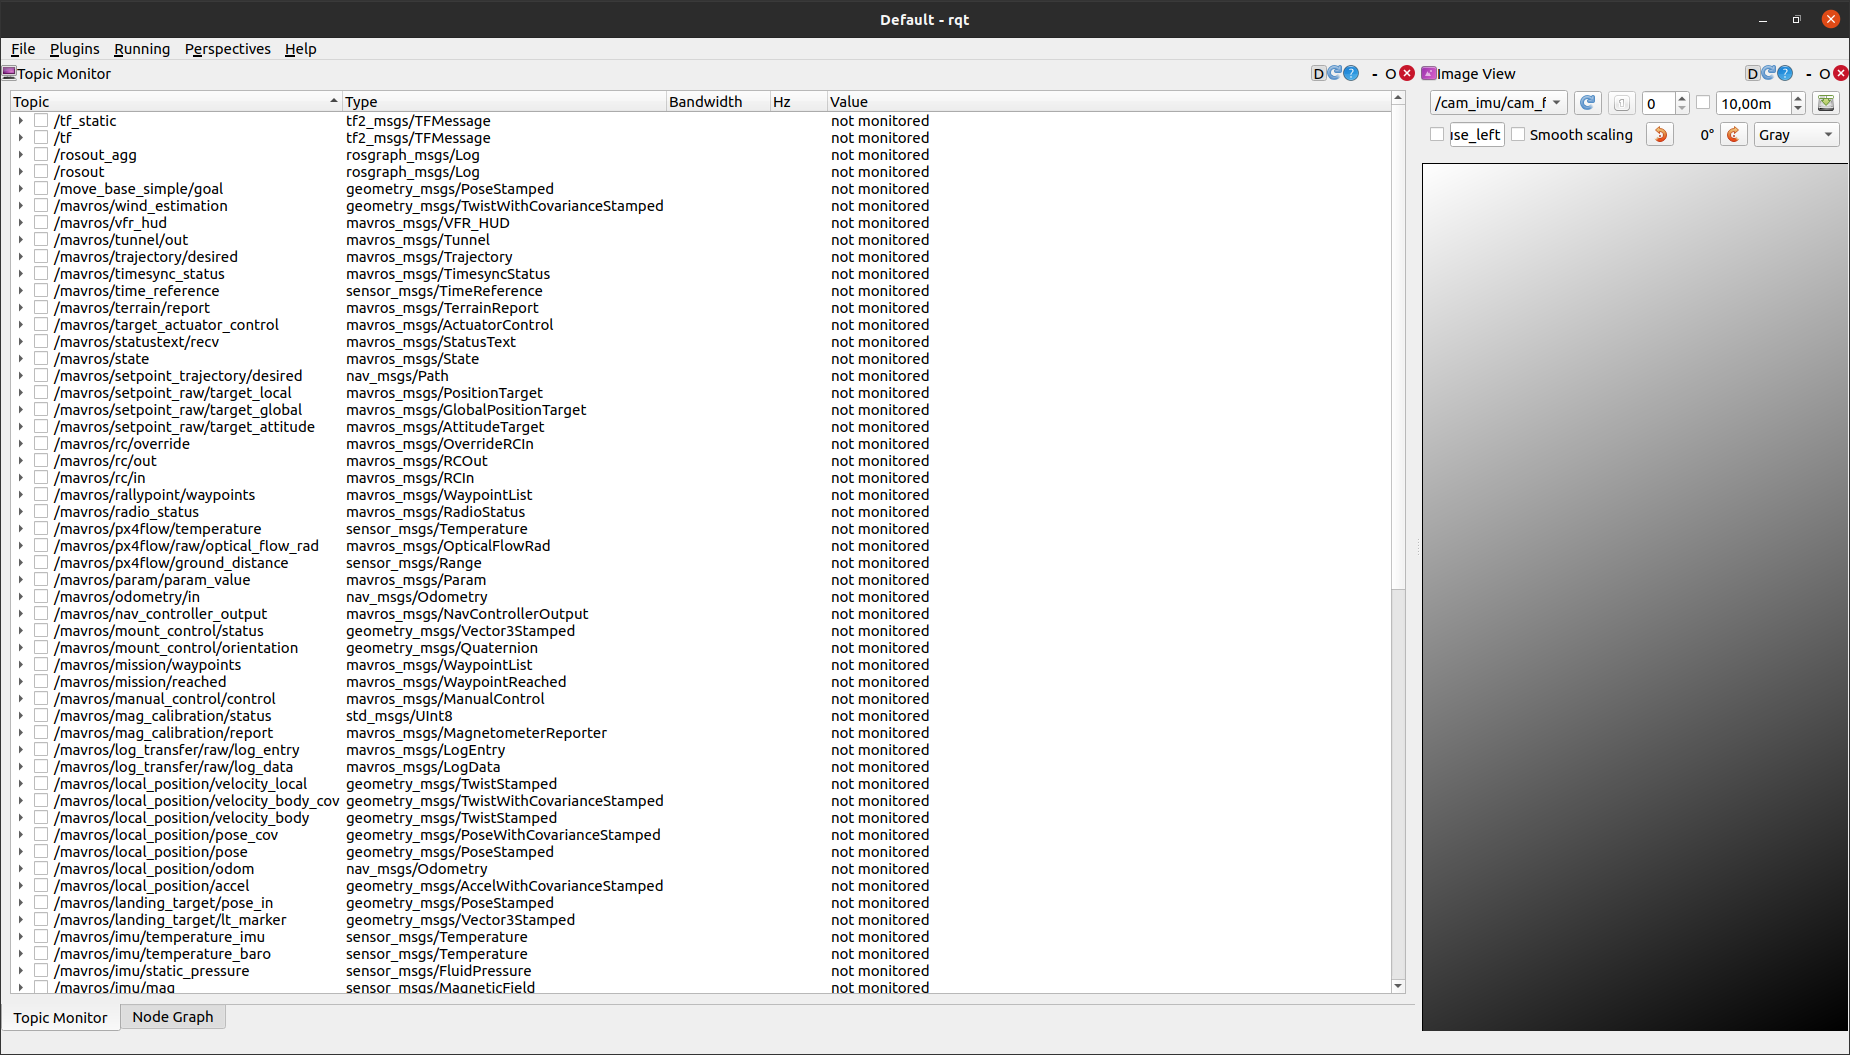 Default - rqt
File Plugins Running Perspectives Help
Topic Monitor D ? - O Image View D ? - O
Topic Type Bandwidth Hz Value
/cam_imu/cam_f 0 10,00m
/tf_static tf2_msgs/TFMessage not monitored
/tf tf2_msgs/TFMessage not monitored
Smooth scaling 0° Gray
/rosout_agg rosgraph_msgs/Log not monitored
/rosout rosgraph_msgs/Log not monitored
/move_base_simple/goal geometry_msgs/PoseStamped not monitored
/mavros/wind_estimation geometry_msgs/TwistWithCovarianceStamped not monitored
/mavros/vfr_hud mavros_msgs/VFR_HUD not monitored
/mavros/tunnel/out mavros_msgs/Tunnel not monitored
/mavros/trajectory/desired mavros_msgs/Trajectory not monitored
/mavros/timesync_status mavros_msgs/TimesyncStatus not monitored
/mavros/time_reference sensor_msgs/TimeReference not monitored
/mavros/terrain/report mavros_msgs/TerrainReport not monitored
/mavros/target_actuator_control mavros_msgs/ActuatorControl not monitored
/mavros/statustext/recv mavros_msgs/StatusText not monitored
/mavros/state mavros_msgs/State not monitored
/mavros/setpoint_trajectory/desired nav_msgs/Path not monitored
/mavros/setpoint_raw/target_local mavros_msgs/PositionTarget not monitored
/mavros/setpoint_raw/target_global mavros_msgs/GlobalPositionTarget not monitored
/mavros/setpoint_raw/target_attitude mavros_msgs/AttitudeTarget not monitored
/mavros/rc/override mavros_msgs/OverrideRCIn not monitored
/mavros/rc/out mavros_msgs/RCOut not monitored
/mavros/rc/in mavros_msgs/RCIn not monitored
/mavros/rallypoint/waypoints mavros_msgs/WaypointList not monitored
/mavros/radio_status mavros_msgs/RadioStatus not monitored
/mavros/px4flow/temperature sensor_msgs/Temperature not monitored
/mavros/px4flow/raw/optical_flow_rad mavros_msgs/OpticalFlowRad not monitored
/mavros/px4flow/ground_distance sensor_msgs/Range not monitored
/mavros/param/param_value mavros_msgs/Param not monitored
/mavros/odometry/in nav_msgs/Odometry not monitored
/mavros/nav_controller_output mavros_msgs/NavControllerOutput not monitored
/mavros/mount_control/status geometry_msgs/Vector3Stamped not monitored
/mavros/mount_control/orientation geometry_msgs/Quaternion not monitored
/mavros/mission/waypoints mavros_msgs/WaypointList not monitored
/mavros/mission/reached mavros_msgs/WaypointReached not monitored
/mavros/manual_control/control mavros_msgs/ManualControl not monitored
/mavros/mag_calibration/status std_msgs/UInt8 not monitored
/mavros/mag_calibration/report mavros_msgs/MagnetometerReporter not monitored
/mavros/log_transfer/raw/log_entry mavros_msgs/LogEntry not monitored
/mavros/log_transfer/raw/log_data mavros_msgs/LogData not monitored
/mavros/local_position/velocity_local geometry_msgs/TwistStamped not monitored
/mavros/local_position/velocity_body_cov geometry_msgs/TwistWithCovarianceStamped not monitored
/mavros/local_position/velocity_body geometry_msgs/TwistStamped not monitored
/mavros/local_position/pose_cov geometry_msgs/PoseWithCovarianceStamped not monitored
/mavros/local_position/pose geometry_msgs/PoseStamped not monitored
/mavros/local_position/odom nav_msgs/Odometry not monitored
/mavros/local_position/accel geometry_msgs/AccelWithCovarianceStamped not monitored
/mavros/landing_target/pose_in geometry_msgs/PoseStamped not monitored
/mavros/landing_target/lt_marker geometry_msgs/Vector3Stamped not monitored
/mavros/imu/temperature_imu sensor_msgs/Temperature not monitored
/mavros/imu/temperature_baro sensor_msgs/Temperature not monitored
/mavros/imu/static_pressure sensor_msgs/FluidPressure not monitored
/mavros/imu/mag sensor_msgs/MagneticField not monitored
Topic Monitor Node Graph